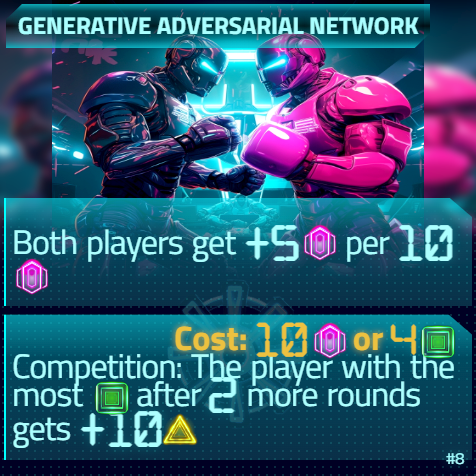 GENERATIVE ADVERSARIAL NETWORK
Both players get +5 per 10
Cost: 10 or 4
Competition: The player with the
most after 2 more rounds
gets +10
#8